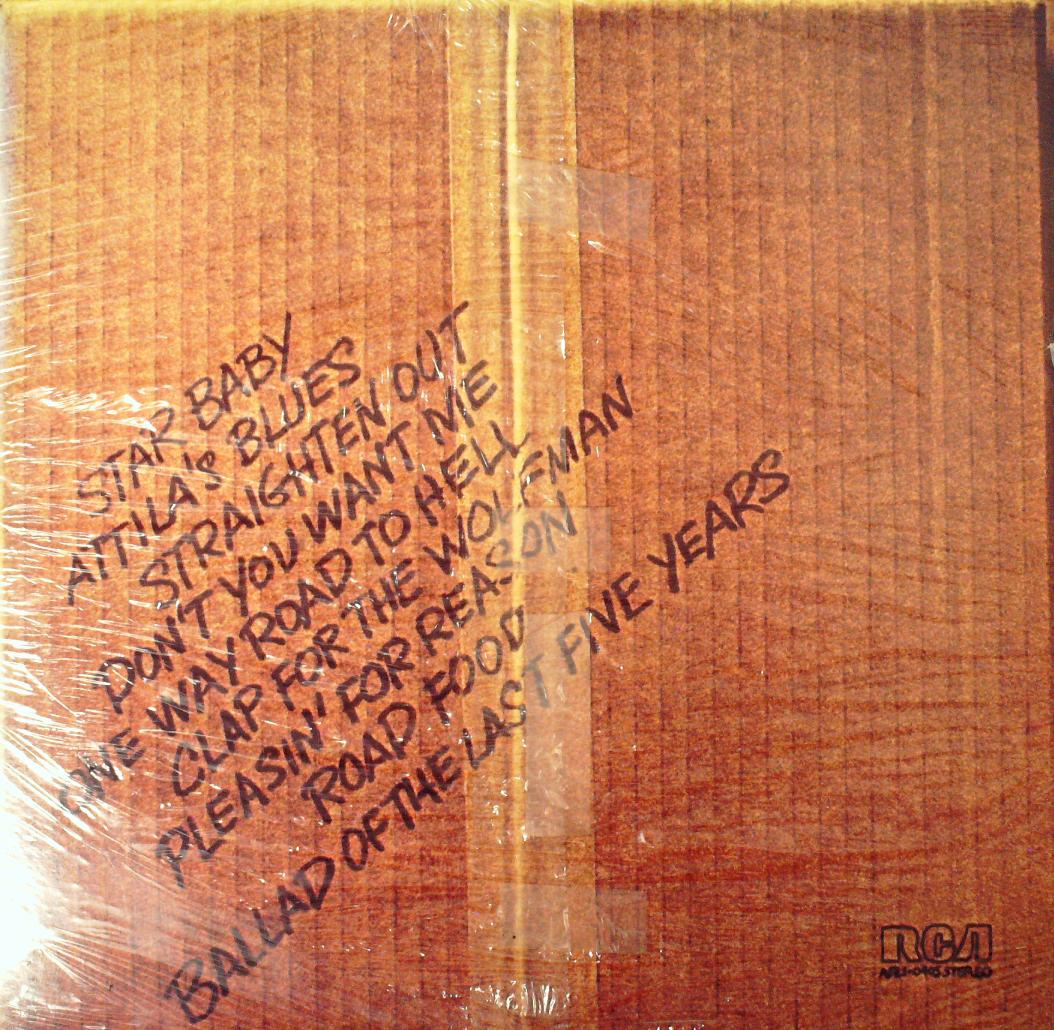 STAR BABY
ATTILA's BLUES
STRAIGHTEN OUT
DON'T YOU WANT ME
ONE WAY ROAD TO HELL
CLAP FOR THE WOLFMAN
PLEASIN' FOR REASON
ROAD FOOD
BALLAD OF THE LAST FIVE YEARS
RCA
STEREO